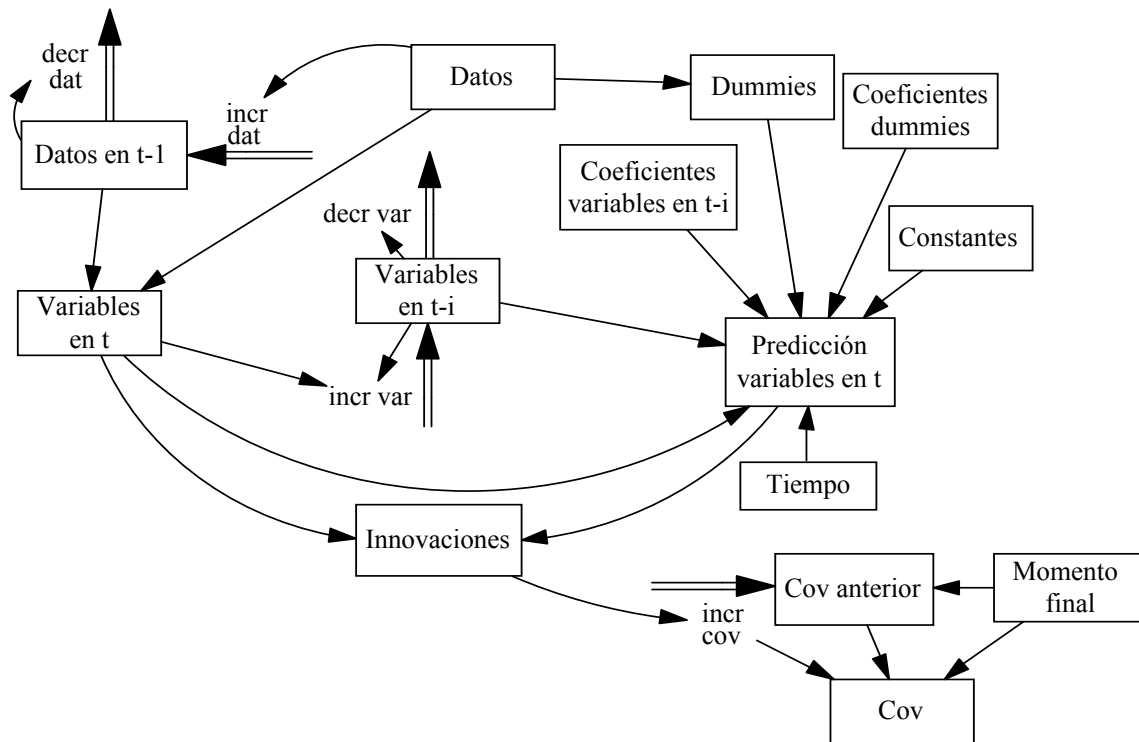 decr
dat
Datos
incr
dat
Dummies
Coeficientes
dummies
Datos en t-1
Coeficientes
variables en t-i
decr var
Constantes
Variables
en t
Variables
en t-i
Predicción
variables en t
incr var
Tiempo
Innovaciones
Cov anterior
Momento
final
incr
cov
Cov